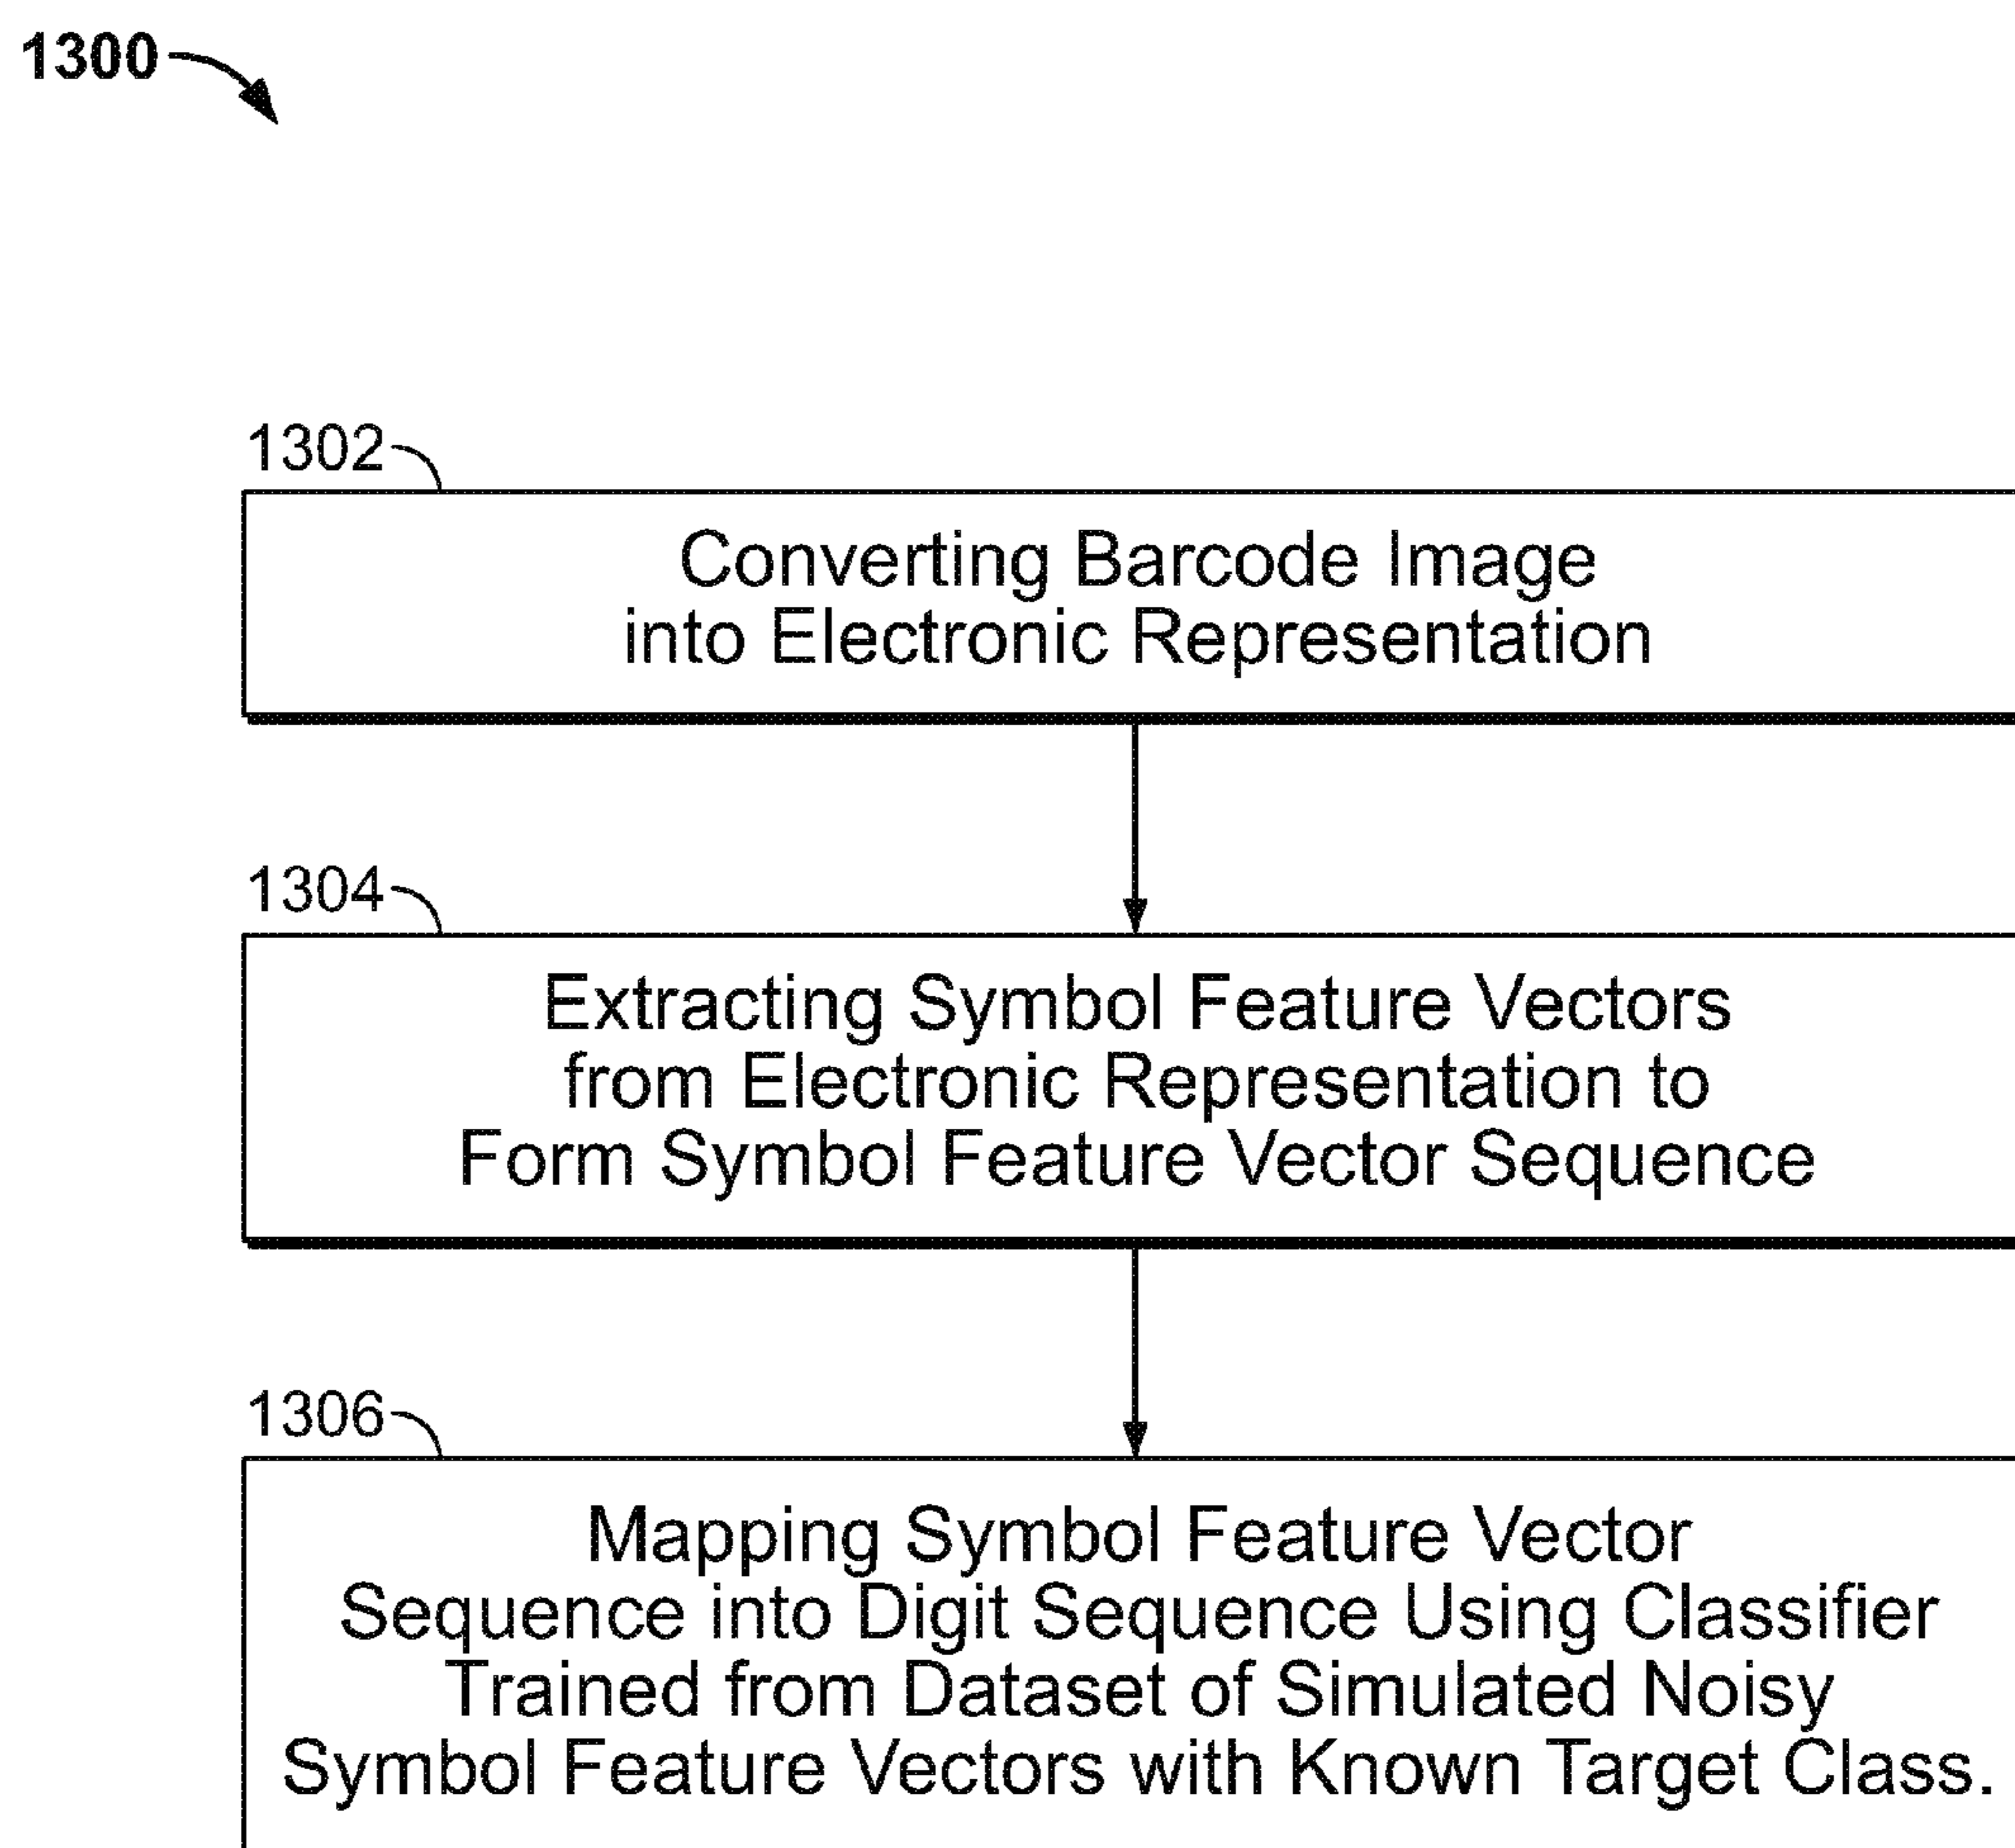 1300
1302
Converting Barcode Image
into Electronic Representation
1304
Extracting Symbol Feature Vectors
from Electronic Representation to
Form Symbol Feature Vector Sequence
1306
Mapping Symbol Feature Vector
Sequence into Digit Sequence Using Classifier
Trained from Dataset of Simulated Noisy
Symbol Feature Vectors with Known Target Class.